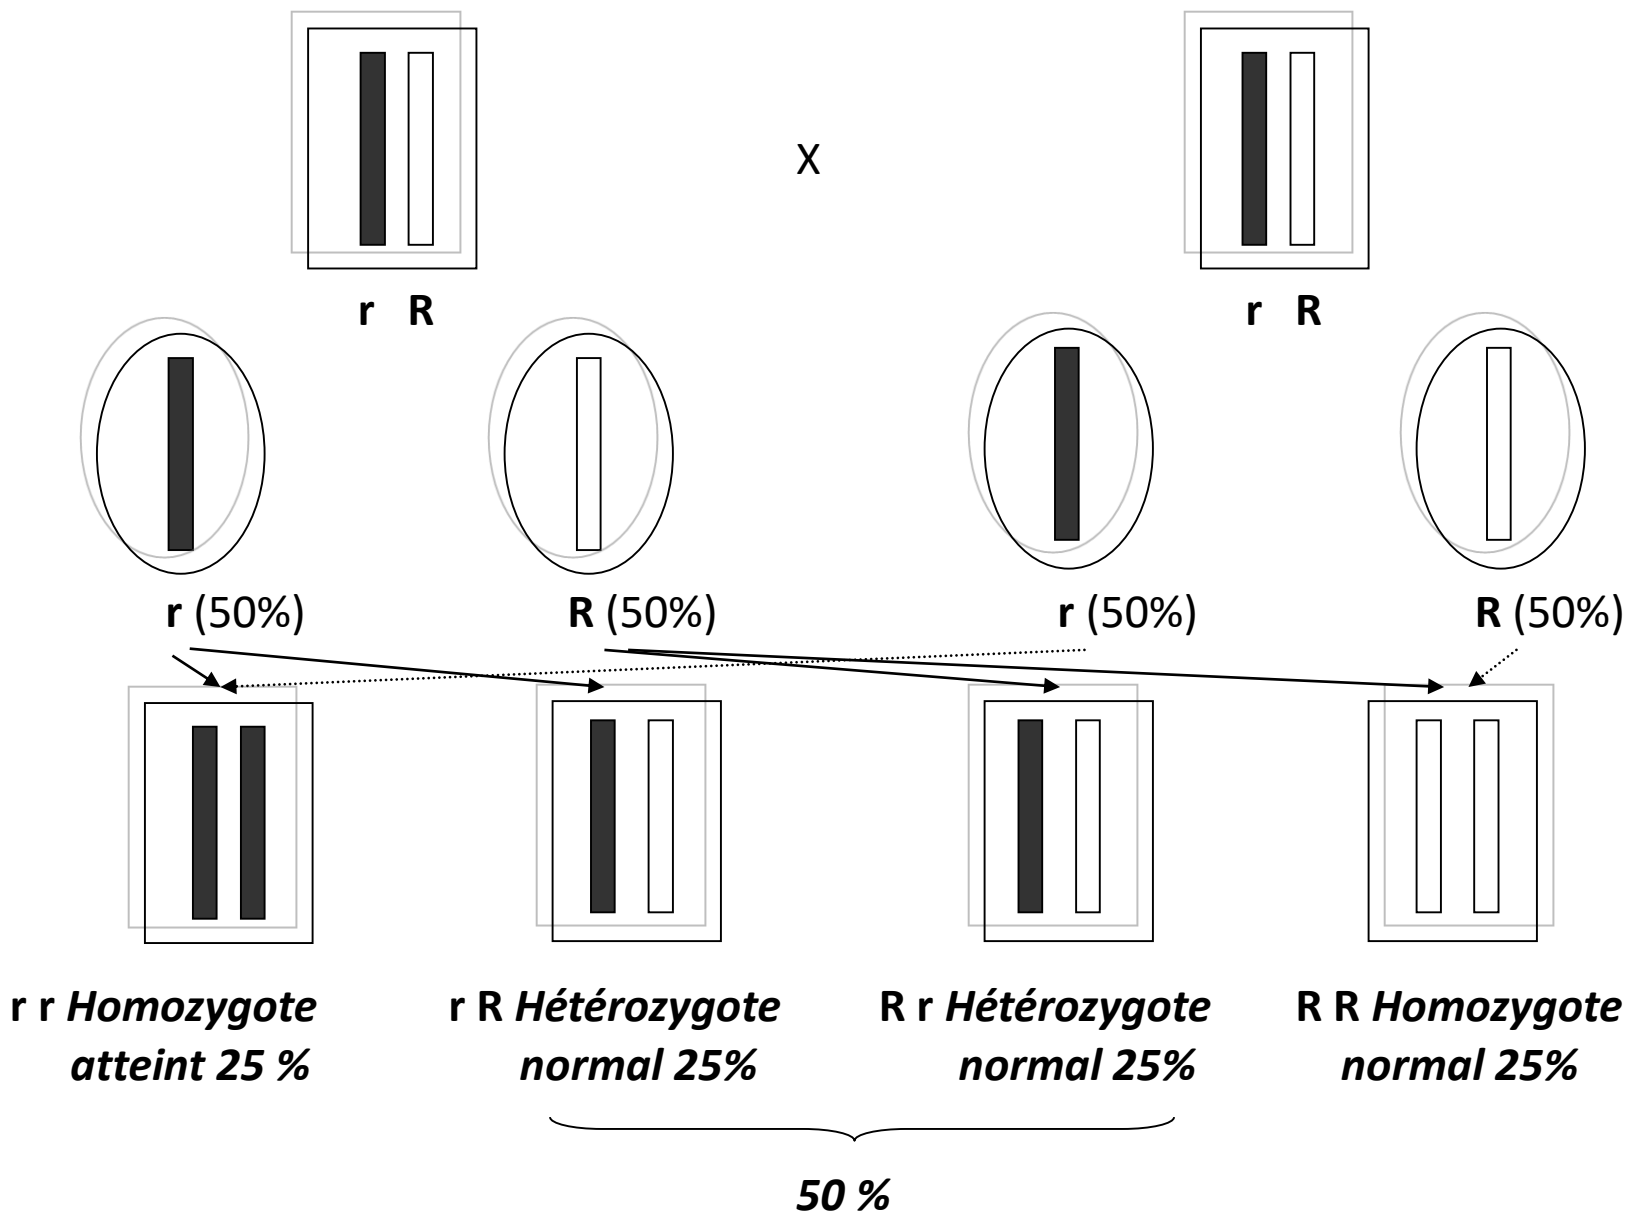 X
r R
r R
r (50%)
R (50%)
r (50%)
R (50%)
r r Homozygote
atteint 25 %
r R Hétérozygote
normal 25%
R r Hétérozygote
normal 25%
R R Homozygote
normal 25%
50 %